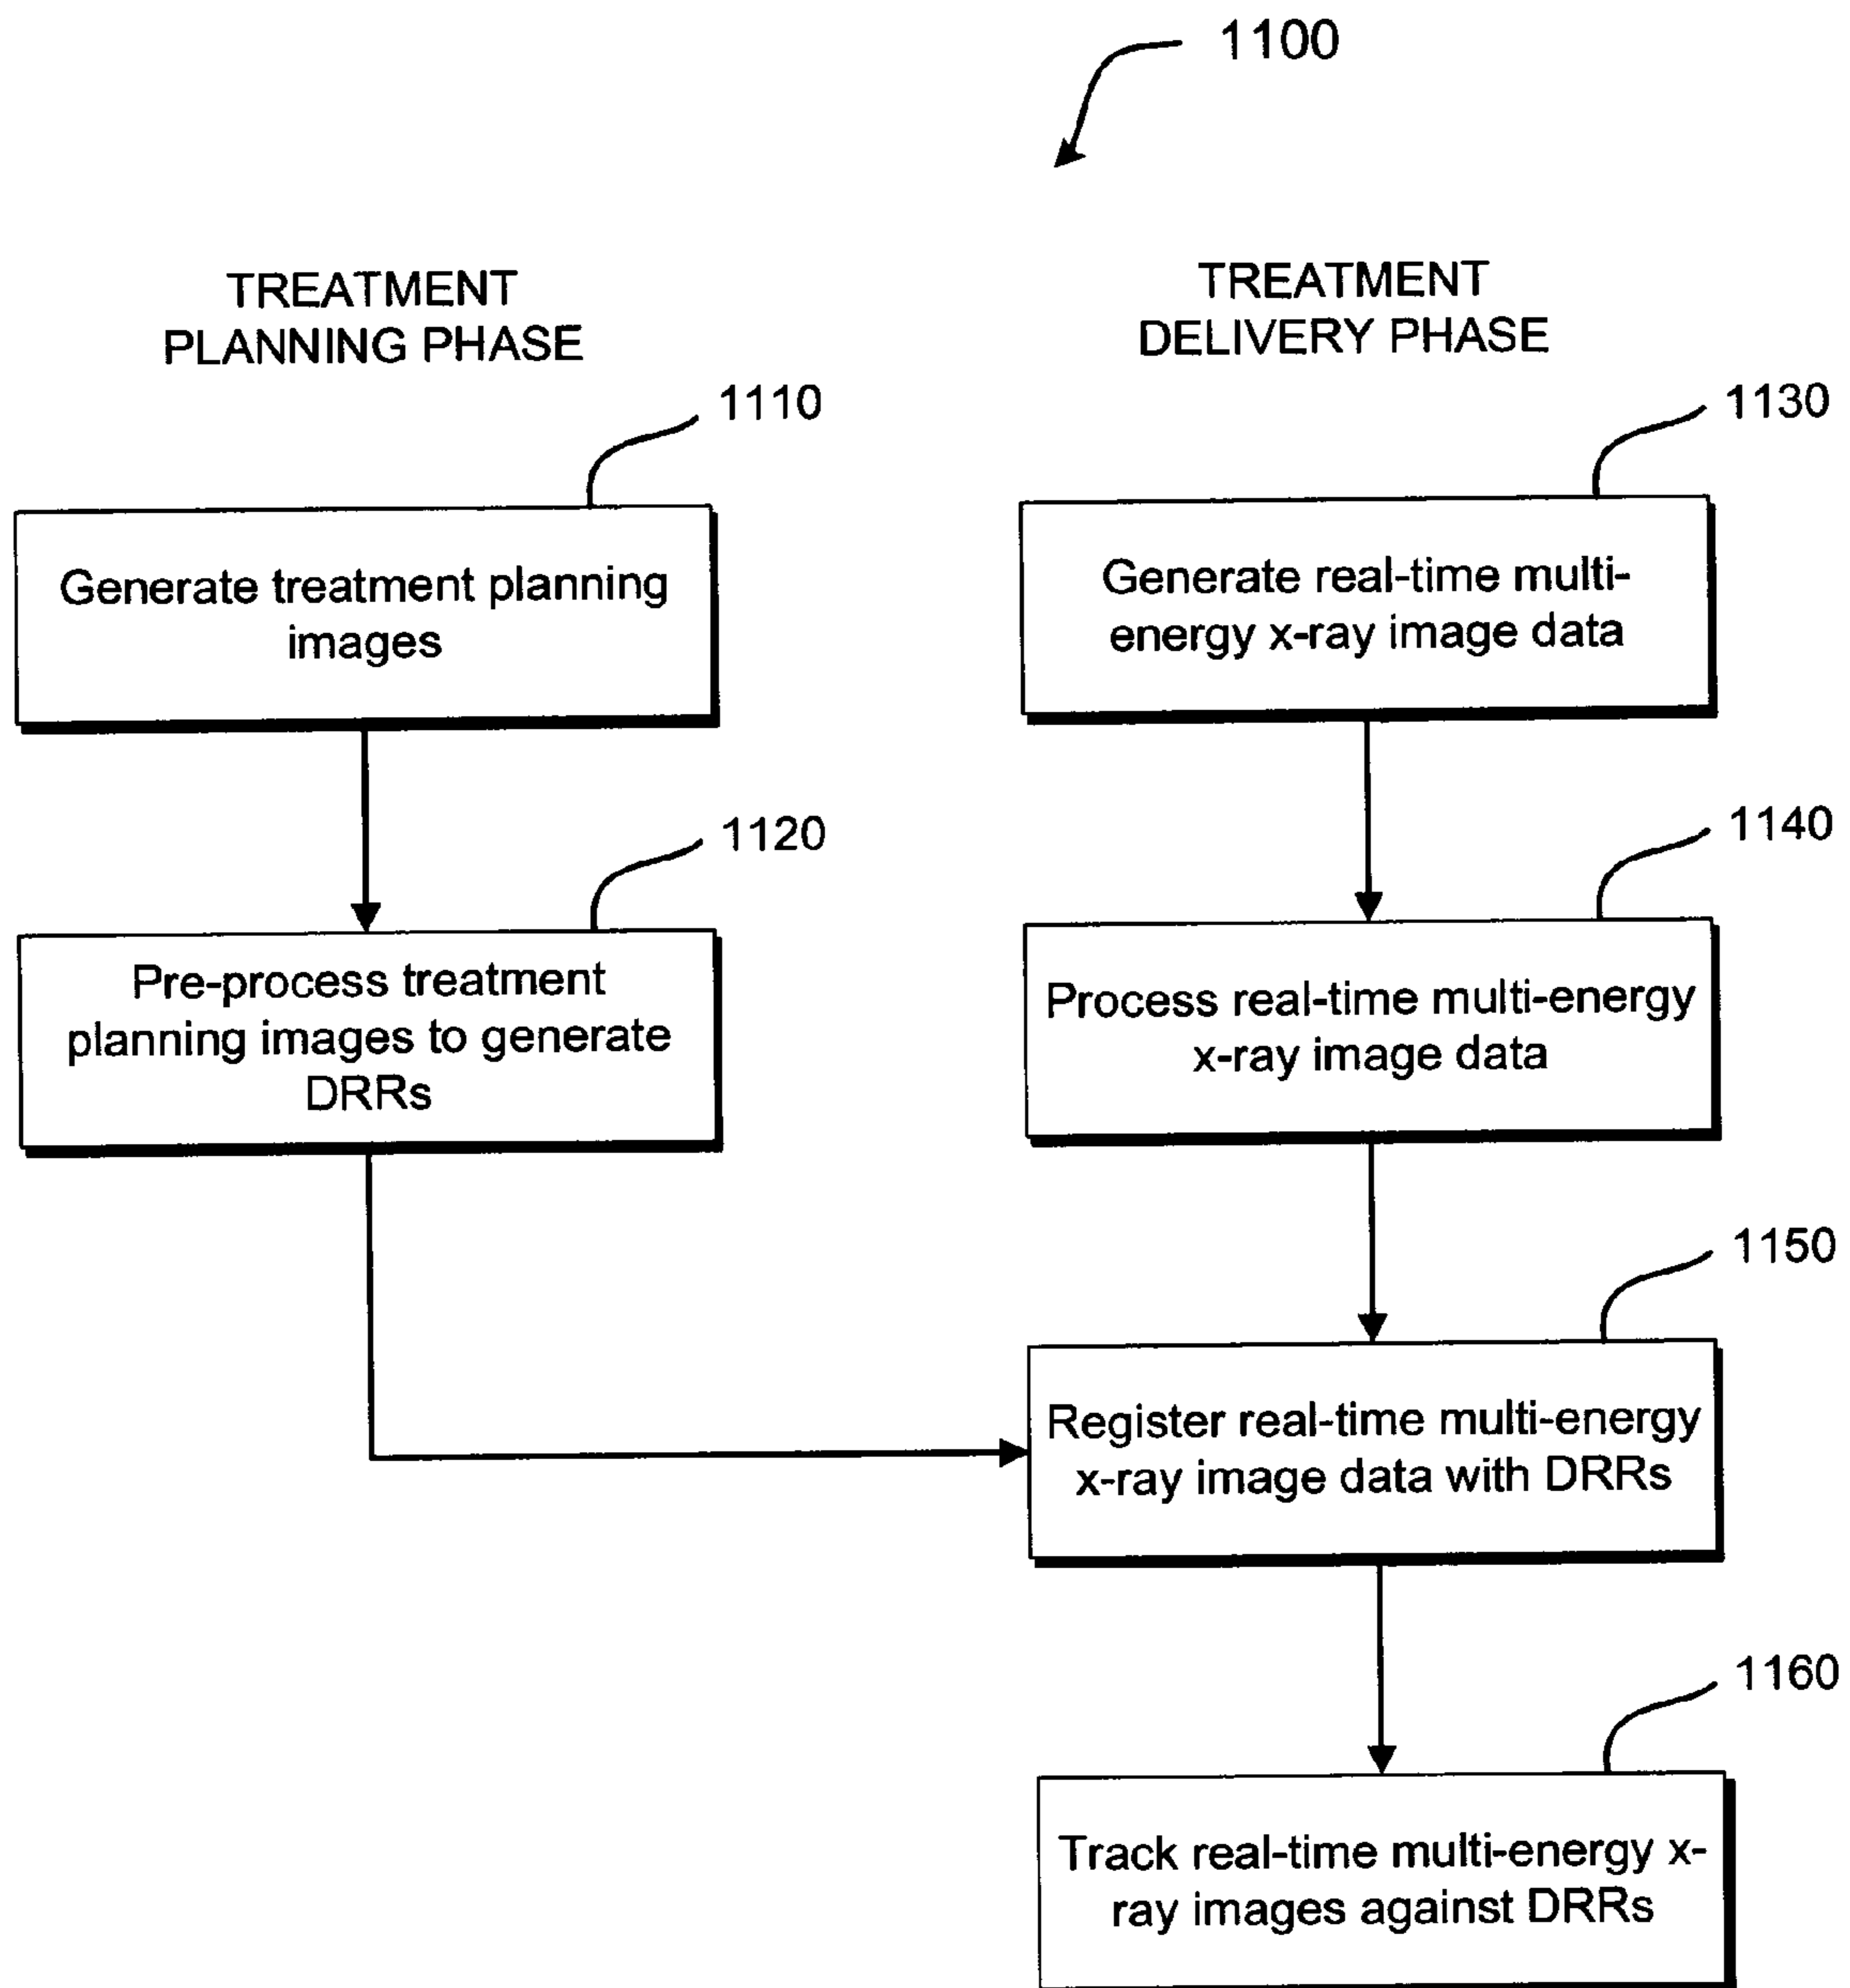 1100
TREATMENT
PLANNING PHASE
1110
Generate treatment planning
images
1120
Pre-process treatment
planning images to generate
DRRs
TREATMENT
DELIVERY PHASE
1130
Generate real-time multi-
energy x-ray image data
1140
Process real-time multi-energy
x-ray image data
1150
Register real-time multi-energy
x-ray image data with DRRs
1160
Track real-time multi-energy x-
ray images against DRRs